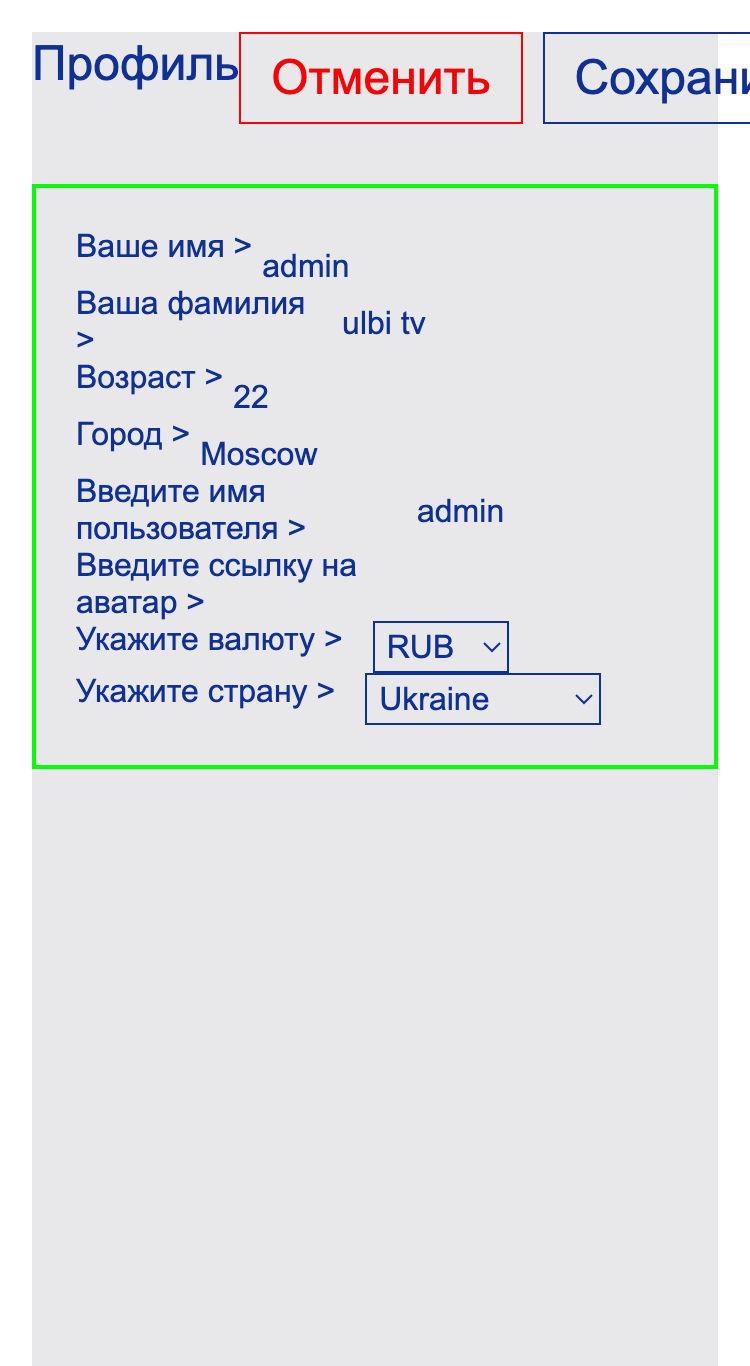 Профиль Отменить
Ваше имя > admin
Ваша фамилия > ulbi tv
Возраст > 22
Город > Moscow
Введите имя
пользователя > admin
Введите ссылку на
аватар >
Укажите валюту > RUB
Укажите страну > Ukraine